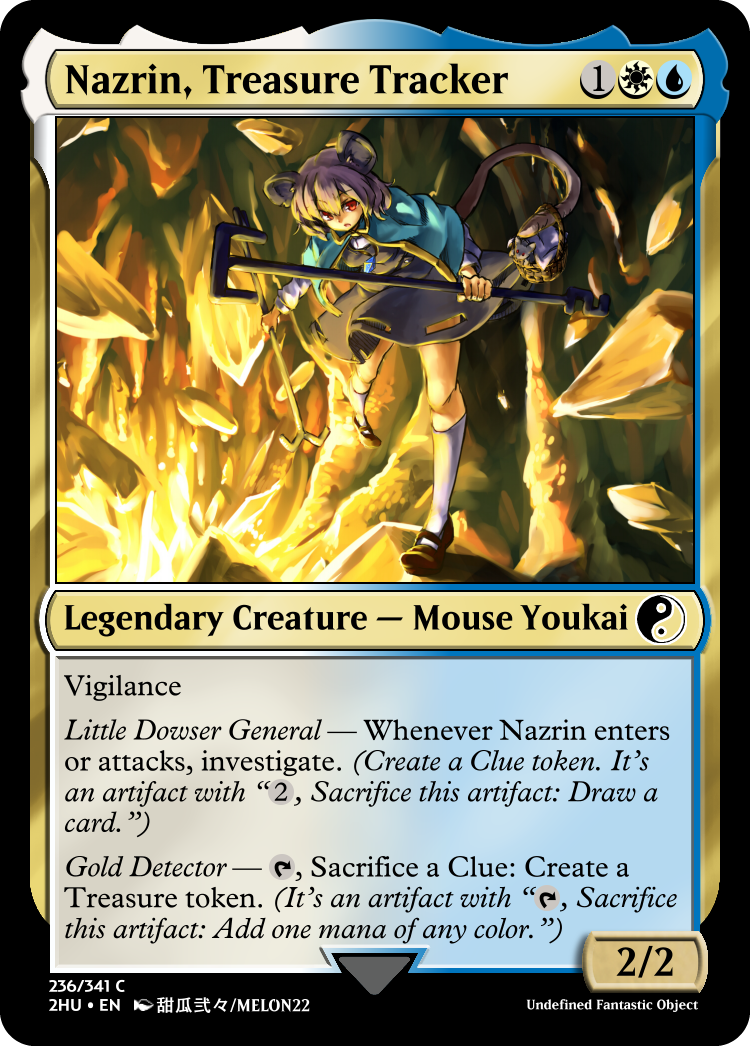 Nazrin, Treasure Tracker 1
Legendary Creature — Mouse Youkai
Vigilance
Little Dowser General — Whenever Nazrin enters
or attacks, investigate. (Create a Clue token. It's
an artifact with “2, Sacrifice this artifact: Draw a
card.”)
Gold Detector — , Sacrifice a Clue: Create a
Treasure token. (It's an artifact with “, Sacrifice
this artifact: Add one mana of any color.”)
2/2
236/341 C
2HU • EN 甜瓜弐々/MELON22
Undefined Fantastic Object